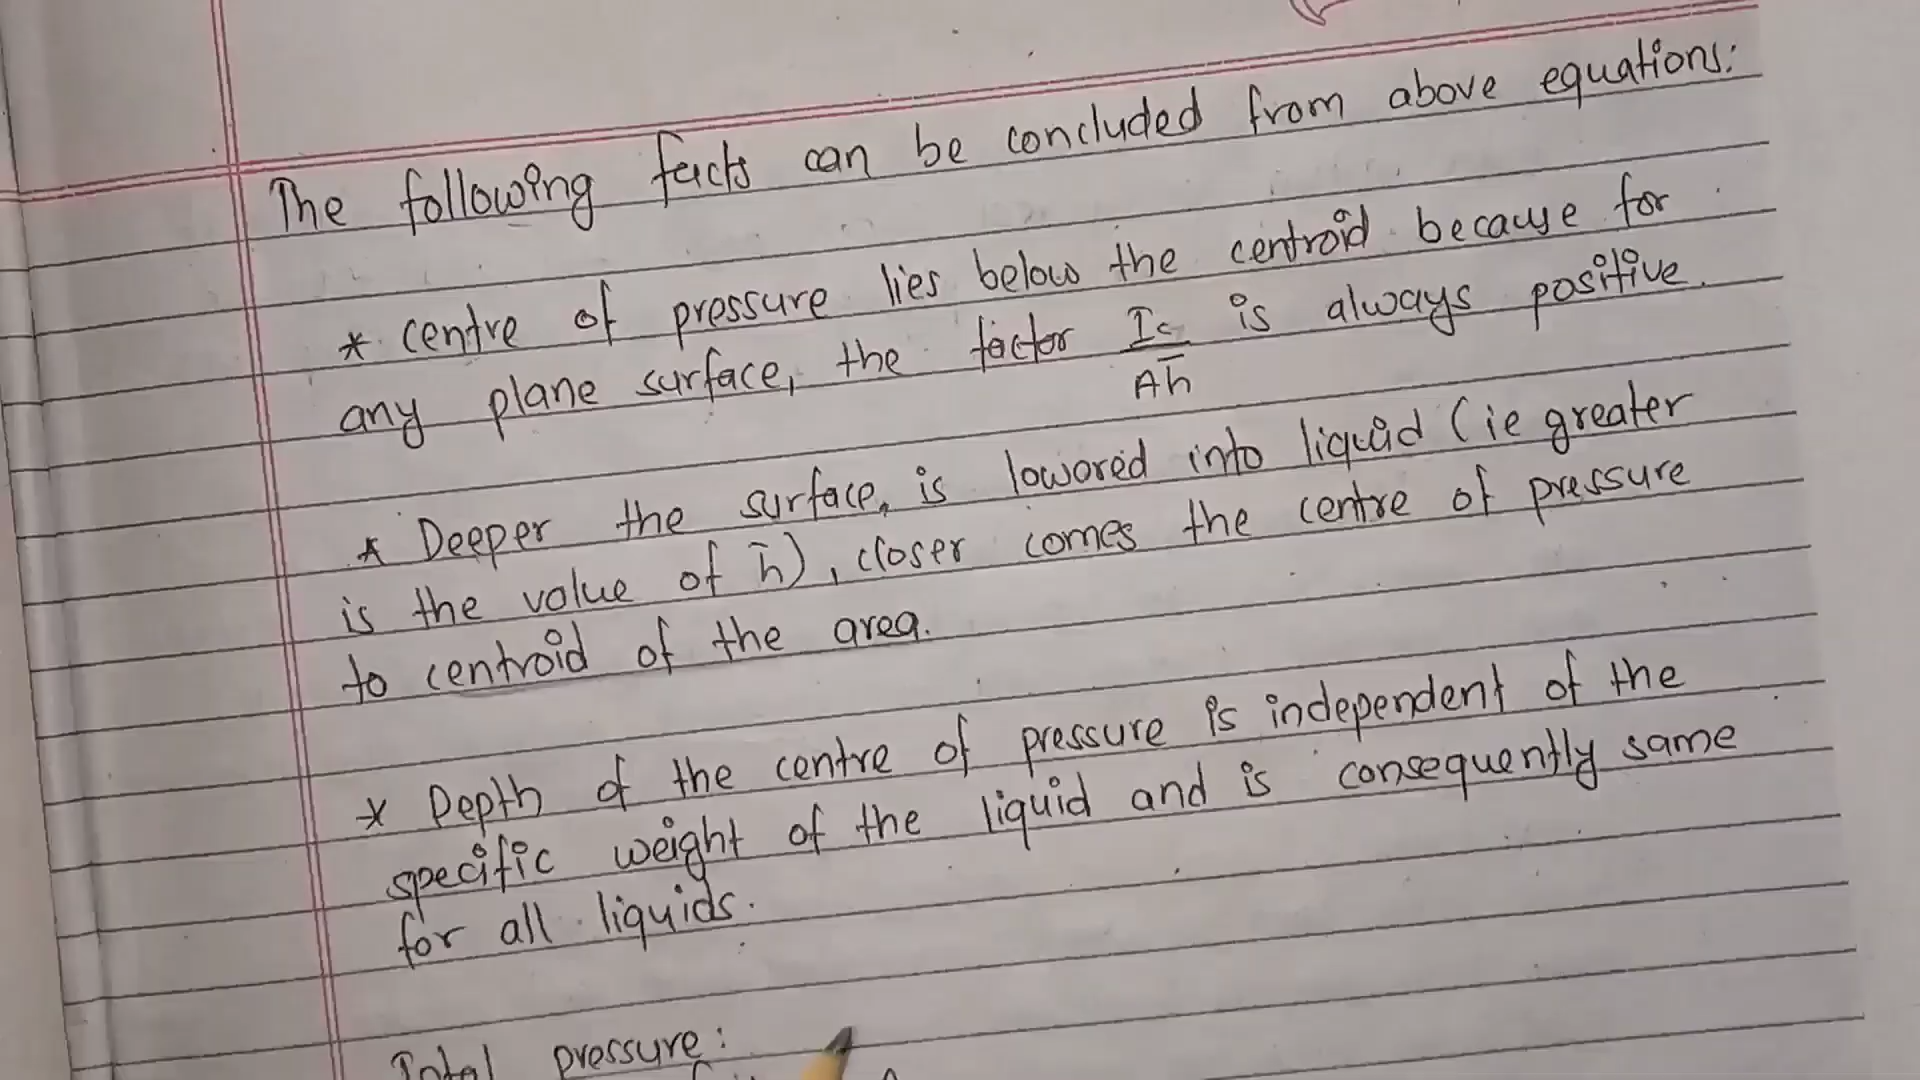 The following facts can be concluded from above equations:
* centre of pressure lies below the centroid because for
any plane surface, the factor Ic/Ah̄ is always positive.
* Deeper the surface, is lowered into liquid (ie greater
is the value of h̄), closer comes the centre of pressure
to centroid of the area.
* Depth of the centre of pressure is independent of the
specific weight of the liquid and is consequently same
for all liquids.
Total pressure: